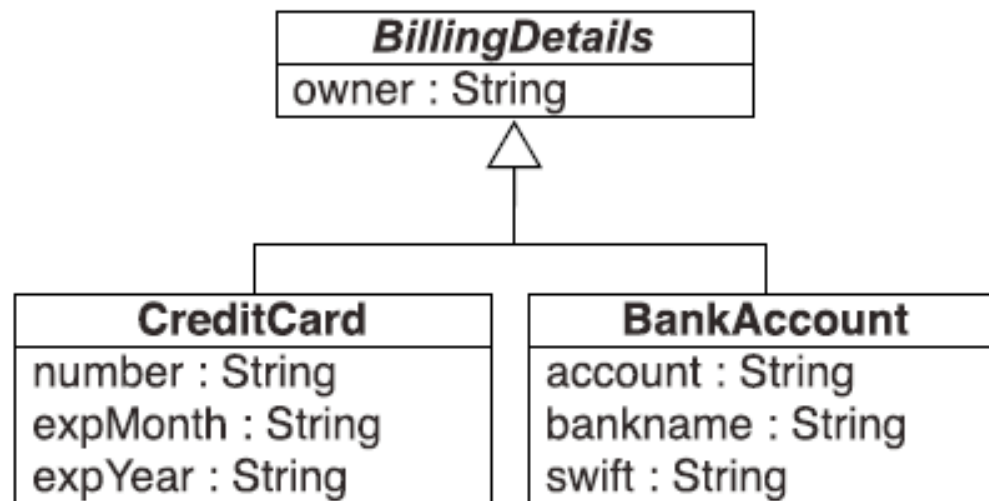 BillingDetails
owner : String
CreditCard
number : String
expMonth : String
expYear : String
BankAccount
account : String
bankname : String
swift : String